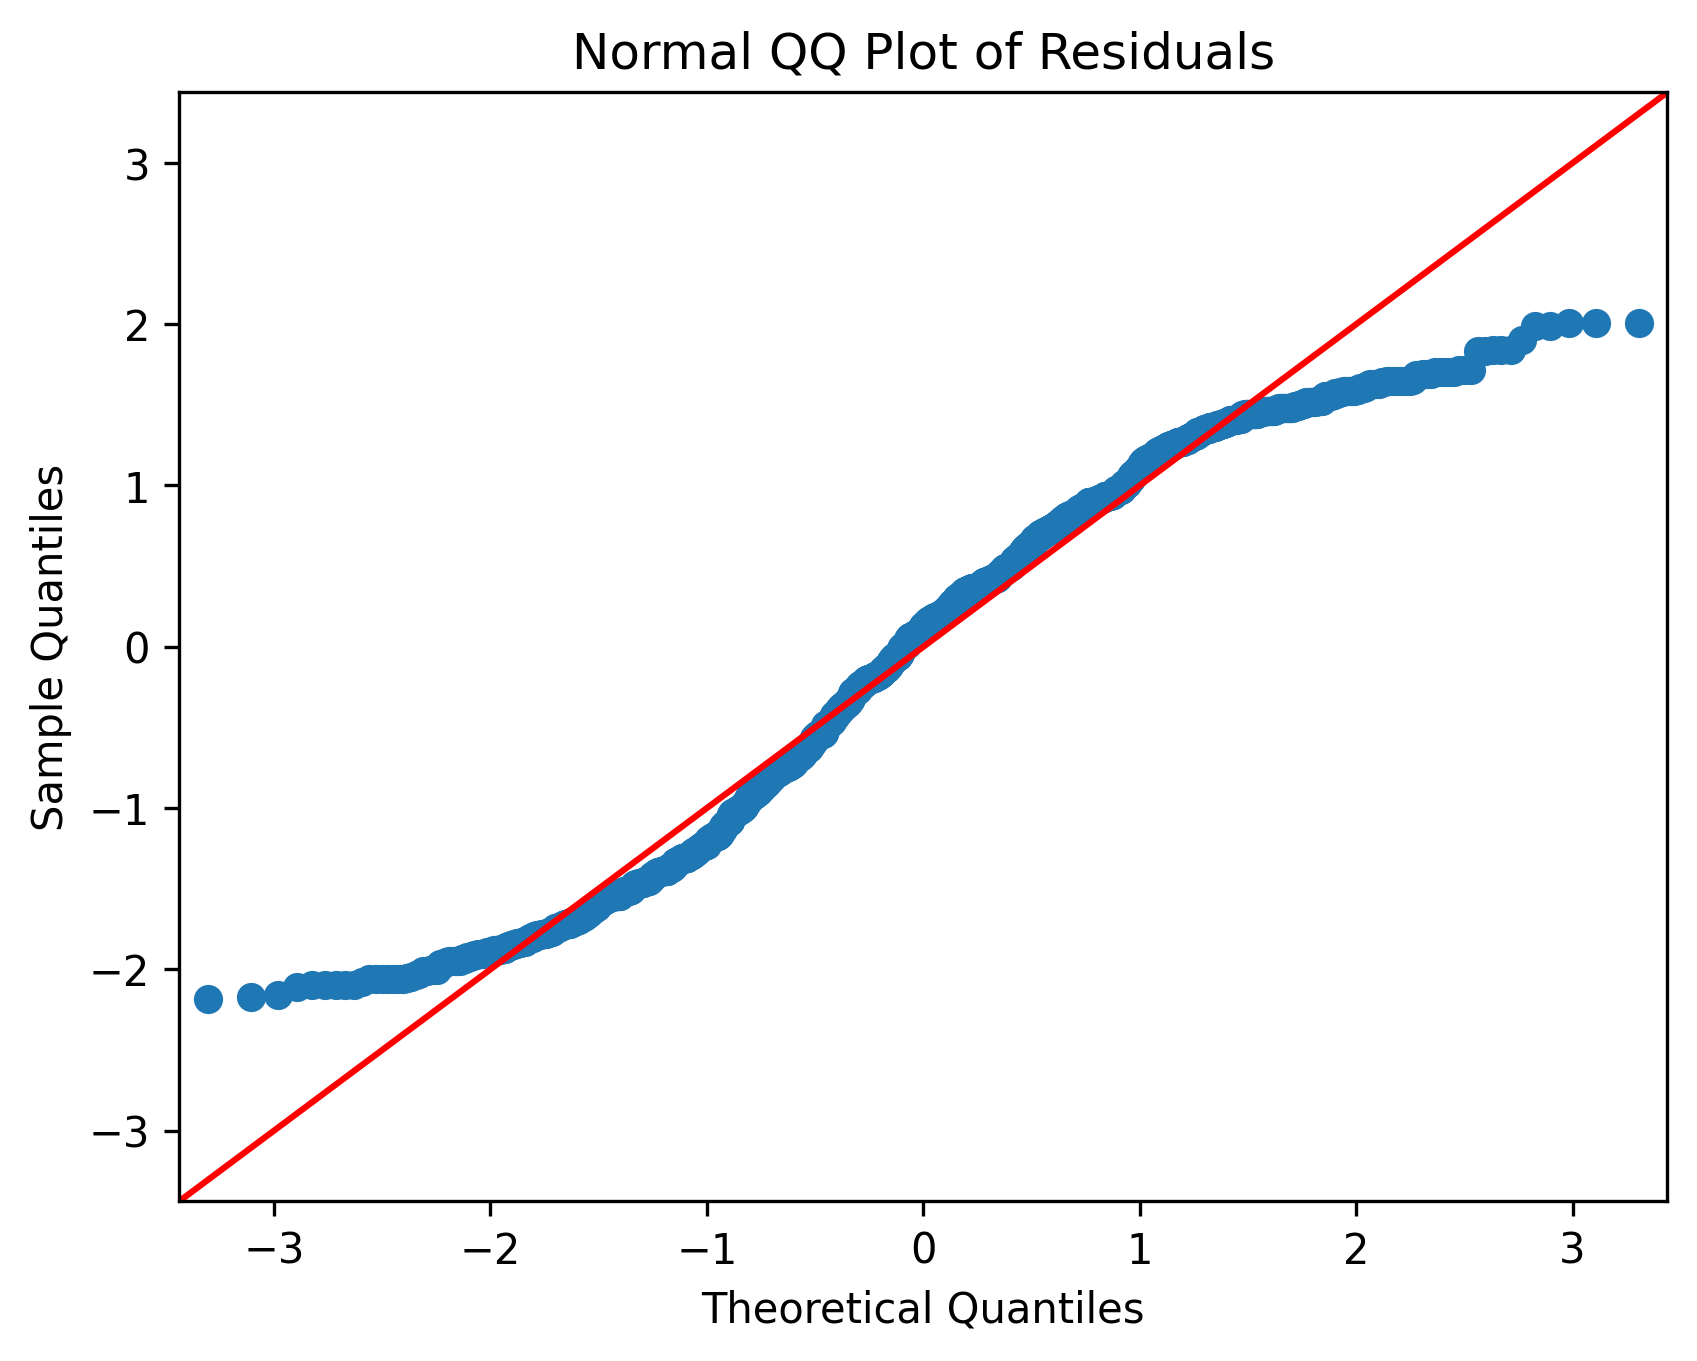 Normal QQ Plot of Residuals
3
2
1
0
−1
−2
−3
Sample Quantiles
−3 −2 −1 0 1 2 3
Theoretical Quantiles